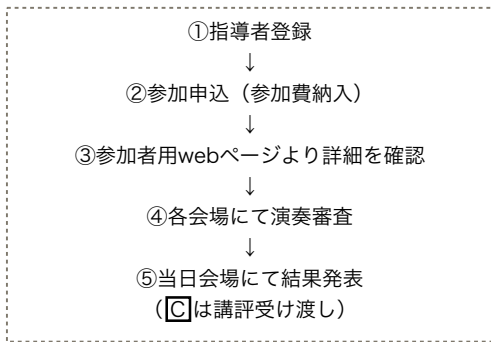 ①指導者登録
↓
②参加申込（参加費納入）
↓
③参加者用webページより詳細を確認
↓
④各会場にて演奏審査
↓
⑤当日会場にて結果発表
（Cは講評受け渡し）